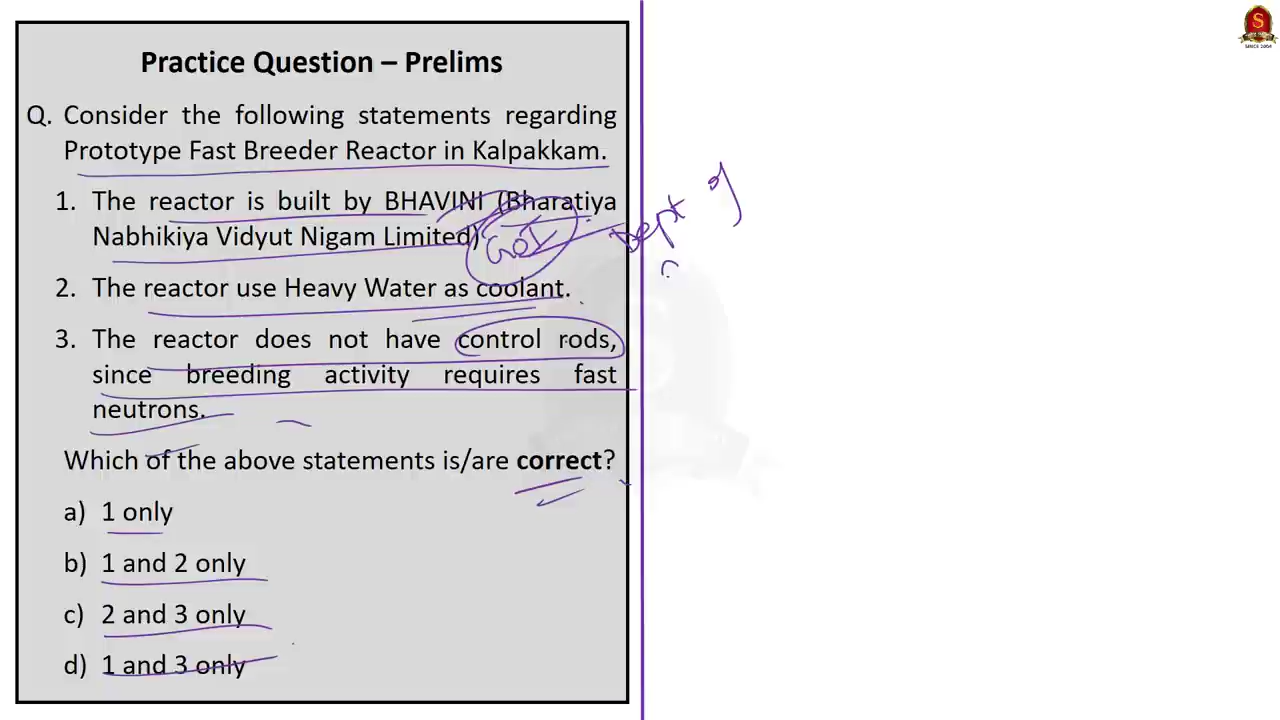 Practice Question – Prelims
Q. Consider the following statements regarding
Prototype Fast Breeder Reactor in Kalpakkam.
1. The reactor is built by BHAVINI (Bharatiya
Nabhikiya Vidyut Nigam Limited)
GoI
Dept of
2. The reactor use Heavy Water as coolant.
3. The reactor does not have control rods,
since breeding activity requires fast
neutrons.
Which of the above statements is/are correct?
a) 1 only
b) 1 and 2 only
c) 2 and 3 only
d) 1 and 3 only
S
SINCE 2004